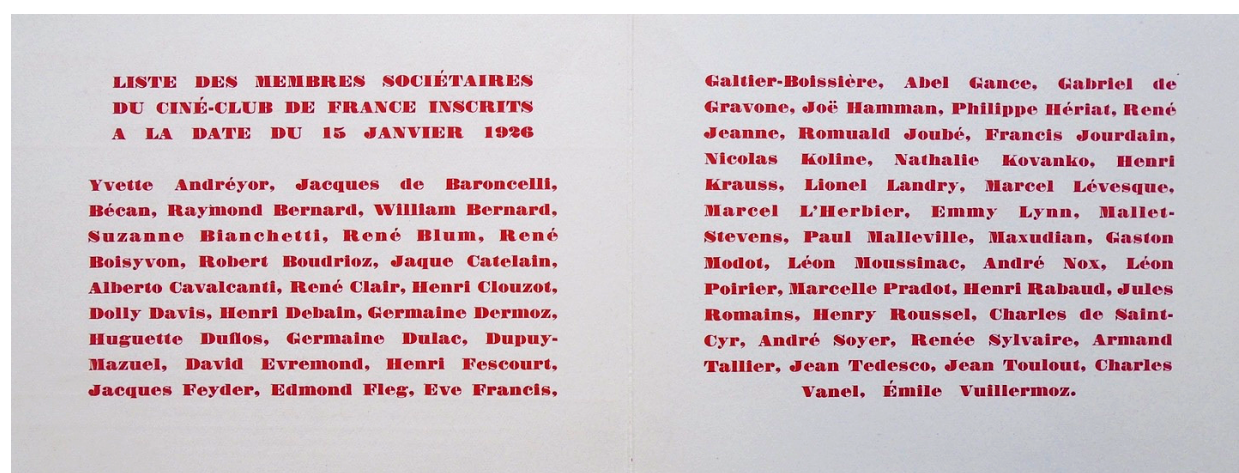 LISTE DES MEMBRES SOCIÉTAIRES
DU CINÉ-CLUB DE FRANCE INSCRITS
A LA DATE DU 15 JANVIER 1926
Yvette Andréyor, Jacques de Baroncelli,
Bécan, Raymond Bernard, William Bernard,
Suzanne Bianchetti, René Blum, René
Boisyvon, Robert Boudrioz, Jaque Catelain,
Alberto Cavalcanti, René Clair, Henri Clouzot,
Dolly Davis, Henri Debain, Germaine Dermoz,
Huguette Duflos, Germaine Dulac, Dupuy-
Mazuel, David Evremond, Henri Fescourt,
Jacques Feyder, Edmond Fleg, Eve Francis,
Galtier-Boissière, Abel Gance, Gabriel de
Gravone, Joë Hamman, Philippe Hériat, René
Jeanne, Romuald Joubé, Francis Jourdain,
Nicolas Koline, Nathalie Kovanko, Henri
Krauss, Lionel Landry, Marcel Lévesque,
Marcel L'Herbier, Emmy Lynn, Mallet-
Stevens, Paul Malleville, Maxudian, Gaston
Modot, Léon Moussinac, André Nox, Léon
Poirier, Marcelle Pradot, Henri Rabaud, Jules
Romains, Henry Roussel, Charles de Saint-
Cyr, André Soyer, Renée Sylvaire, Armand
Tallier, Jean Tedesco, Jean Toulout, Charles
Vanel, Émile Vuillermoz.